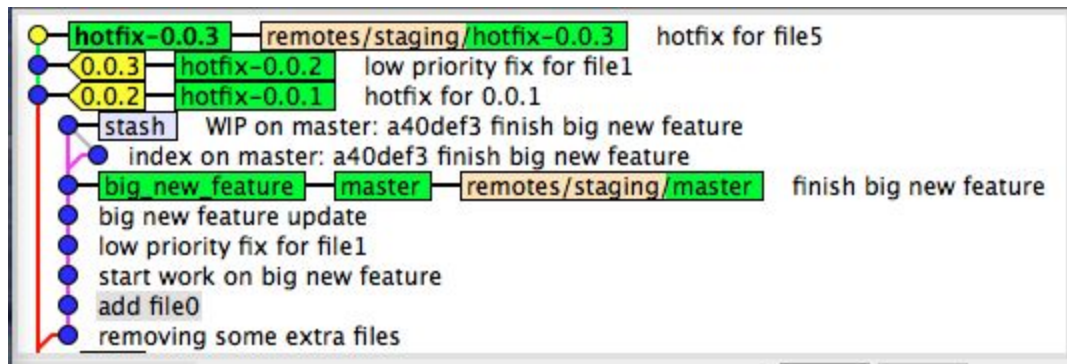 hotfix-0.0.3 remotes/staging/hotfix-0.0.3 hotfix for file5
0.0.3 hotfix-0.0.2 low priority fix for file1
0.0.2 hotfix-0.0.1 hotfix for 0.0.1
stash WIP on master: a40def3 finish big new feature
index on master: a40def3 finish big new feature
big_new_feature master remotes/staging/master finish big new feature
big new feature update
low priority fix for file1
start work on big new feature
add file0
removing some extra files